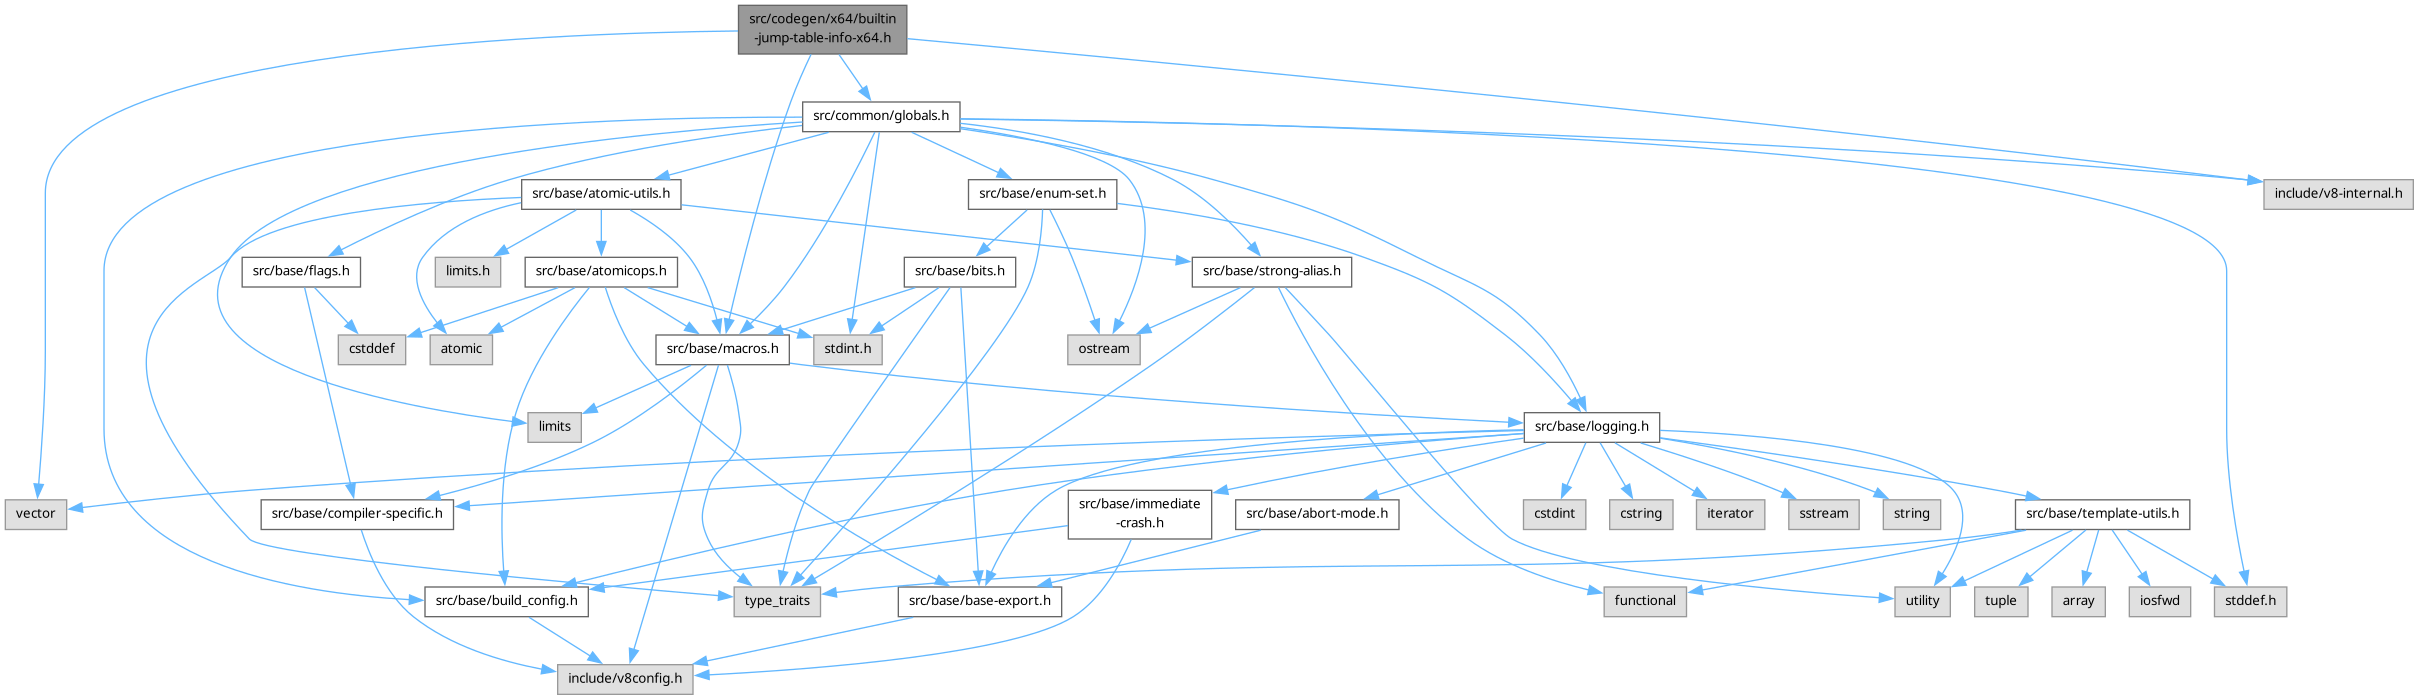 src/codegen/x64/builtin
-jump-table-info-x64.h
src/common/globals.h
src/base/atomic-utils.h
src/base/enum-set.h
include/v8-internal.h
src/base/flags.h
limits.h
src/base/atomicops.h
src/base/bits.h
src/base/strong-alias.h
cstddef
atomic
src/base/macros.h
stdint.h
ostream
limits
src/base/logging.h
vector
src/base/compiler-specific.h
src/base/immediate
-crash.h
src/base/abort-mode.h
cstdint
cstring
iterator
sstream
string
src/base/template-utils.h
src/base/build_config.h
type_traits
src/base/base-export.h
functional
utility
tuple
array
iosfwd
stddef.h
include/v8config.h